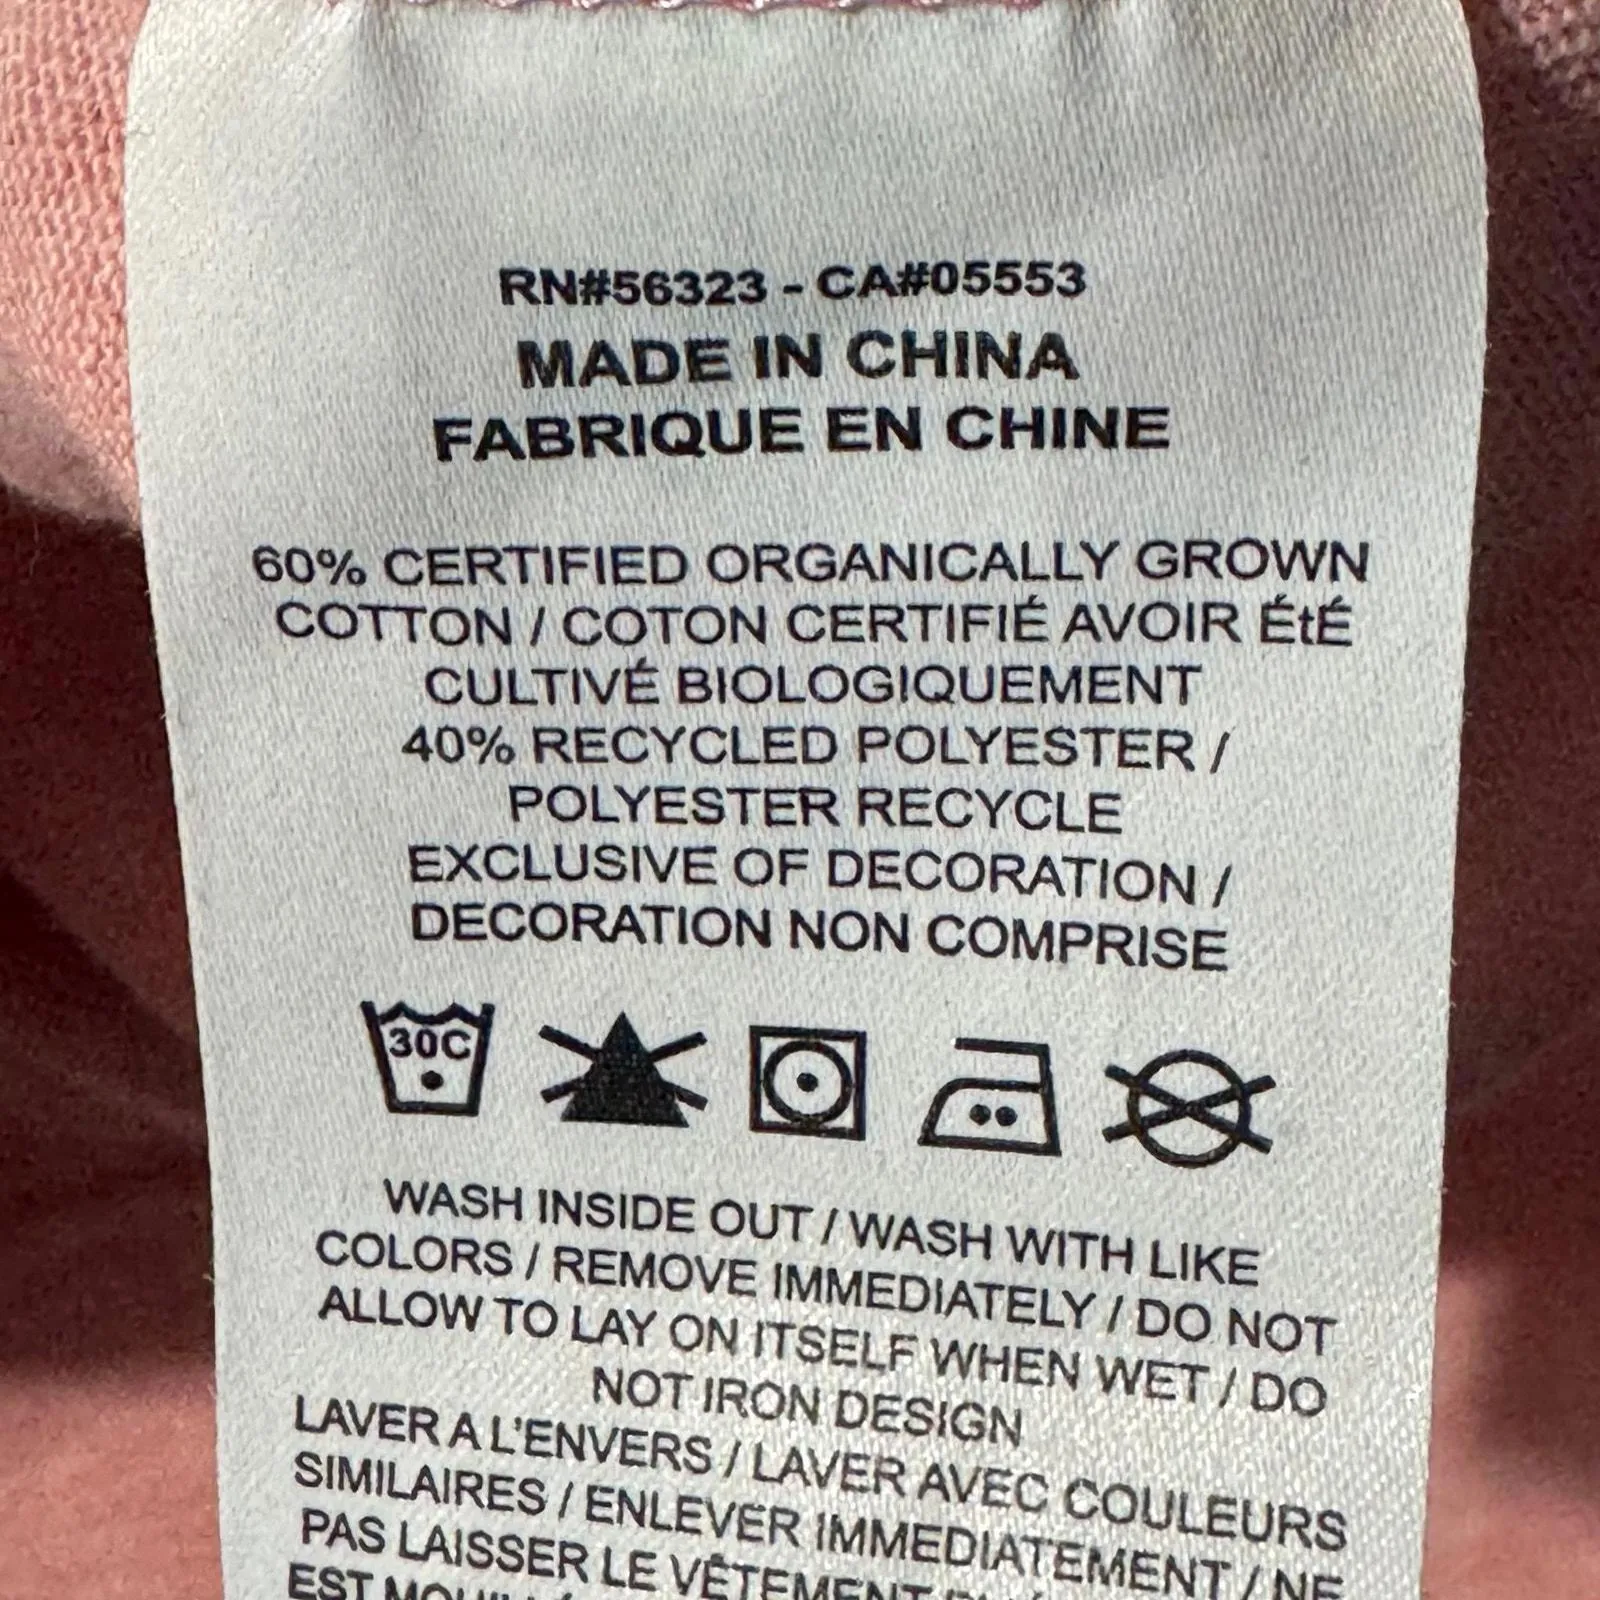 RN#56323 - CA#05553
MADE IN CHINA
FABRIQUE EN CHINE
60% CERTIFIED ORGANICALLY GROWN
COTTON / COTON CERTIFIÉ AVOIR ÉtÉ
CULTIVÉ BIOLOGIQUEMENT
40% RECYCLED POLYESTER /
POLYESTER RECYCLE
EXCLUSIVE OF DECORATION /
DECORATION NON COMPRISE
30C
WASH INSIDE OUT / WASH WITH LIKE
COLORS / REMOVE IMMEDIATELY / DO NOT
ALLOW TO LAY ON ITSELF WHEN WET / DO
NOT IRON DESIGN
LAVER A L'ENVERS / LAVER AVEC COULEURS
SIMILAIRES / ENLEVER IMMEDIATEMENT / NE
PAS LAISSER LE VÊTEMENT
EST